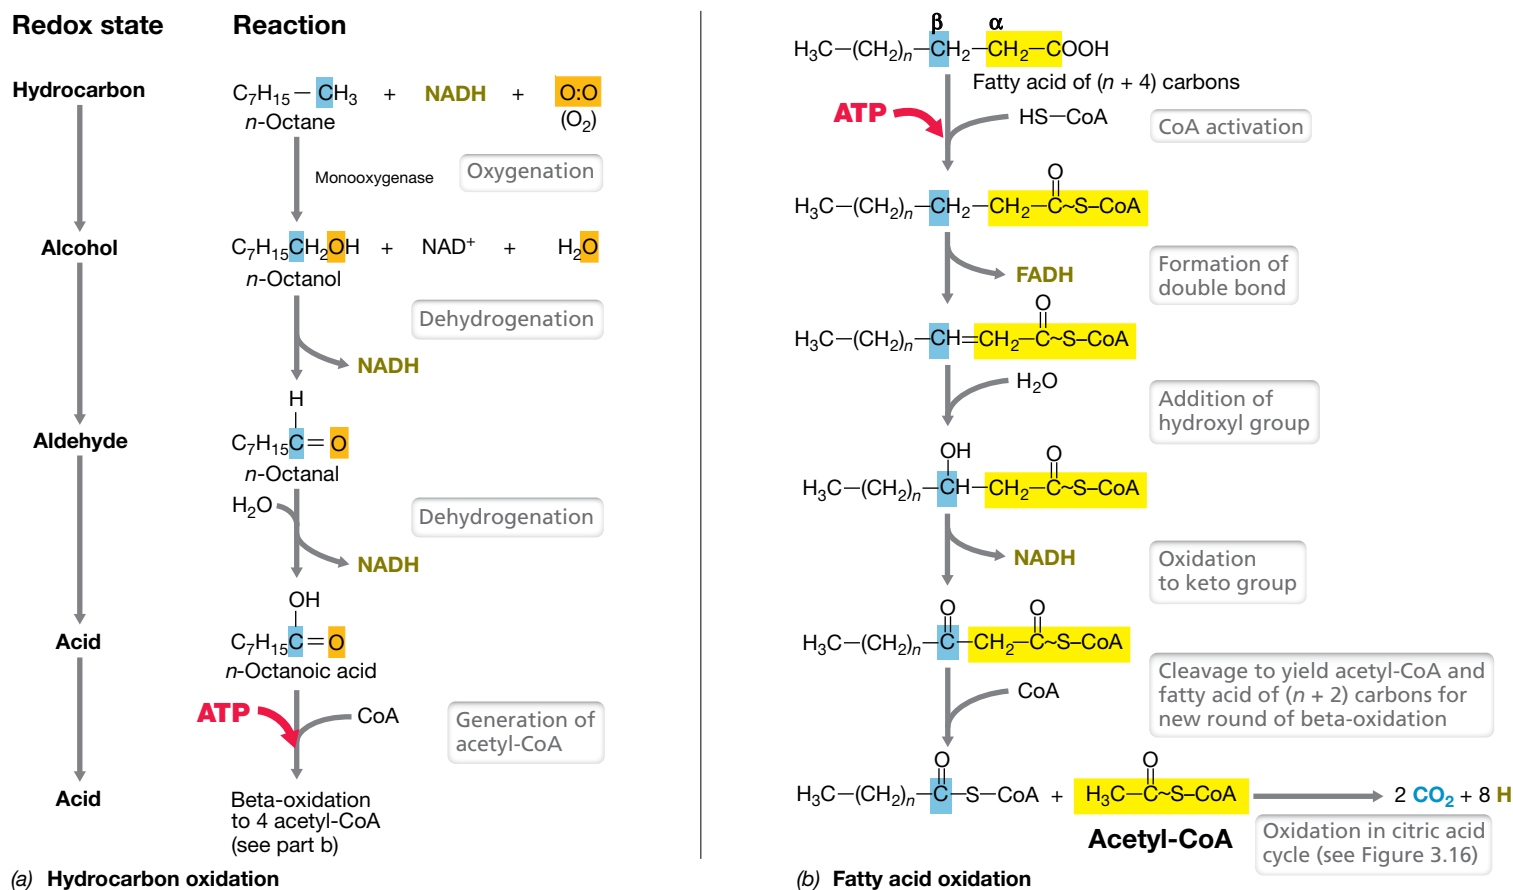 Redox state
Reaction
Hydrocarbon
C₇H₁₅—CH₃ + NADH + O:O
n-Octane
(O₂)
Monooxygenase
Oxygenation
Alcohol
C₇H₁₅CH₂OH + NAD⁺ + H₂O
n-Octanol
Dehydrogenation
NADH
H
Aldehyde
C₇H₁₅C=O
n-Octanal
H₂O
Dehydrogenation
NADH
OH
Acid
C₇H₁₅C=O
n-Octanoic acid
ATP
CoA
Generation of
acetyl-CoA
Acid
Beta-oxidation
to 4 acetyl-CoA
(see part b)
(a) Hydrocarbon oxidation
β α
H₃C—(CH₂)ₙ—CH₂—CH₂—COOH
Fatty acid of (n + 4) carbons
ATP
HS—CoA
CoA activation
O
H₃C—(CH₂)ₙ—CH₂—CH₂—C~S—CoA
FADH
Formation of
double bond
O
H₃C—(CH₂)ₙ—CH=CH₂—C~S—CoA
H₂O
Addition of
hydroxyl group
OH O
H₃C—(CH₂)ₙ—CH—CH₂—C~S—CoA
NADH
Oxidation
to keto group
O O
H₃C—(CH₂)ₙ—C—CH₂—C~S—CoA
CoA
Cleavage to yield acetyl-CoA and
fatty acid of (n + 2) carbons for
new round of beta-oxidation
O O
H₃C—(CH₂)ₙ—C—S—CoA + H₃C—C~S—CoA 2 CO₂ + 8 H
Acetyl-CoA
Oxidation in citric acid
cycle (see Figure 3.16)
(b) Fatty acid oxidation